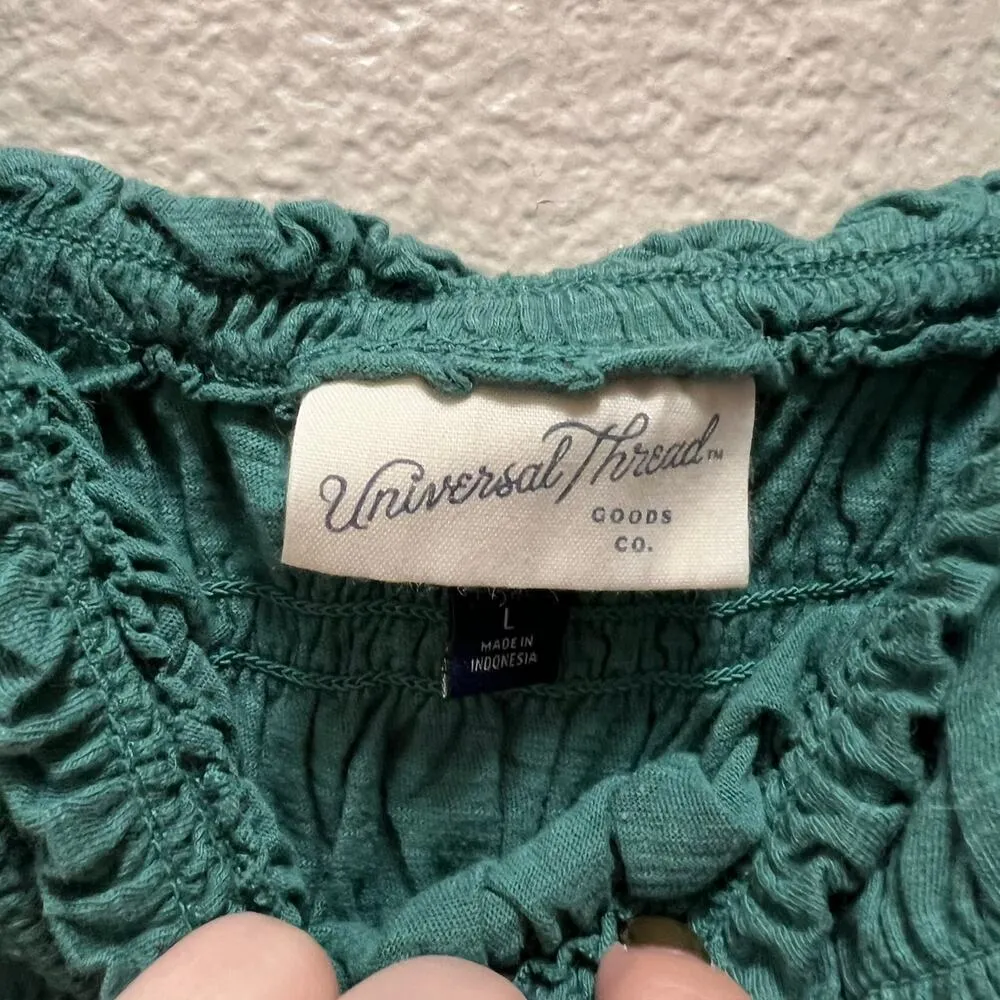 Universal Thread™
GOODS
CO.
L
MADE IN
INDONESIA